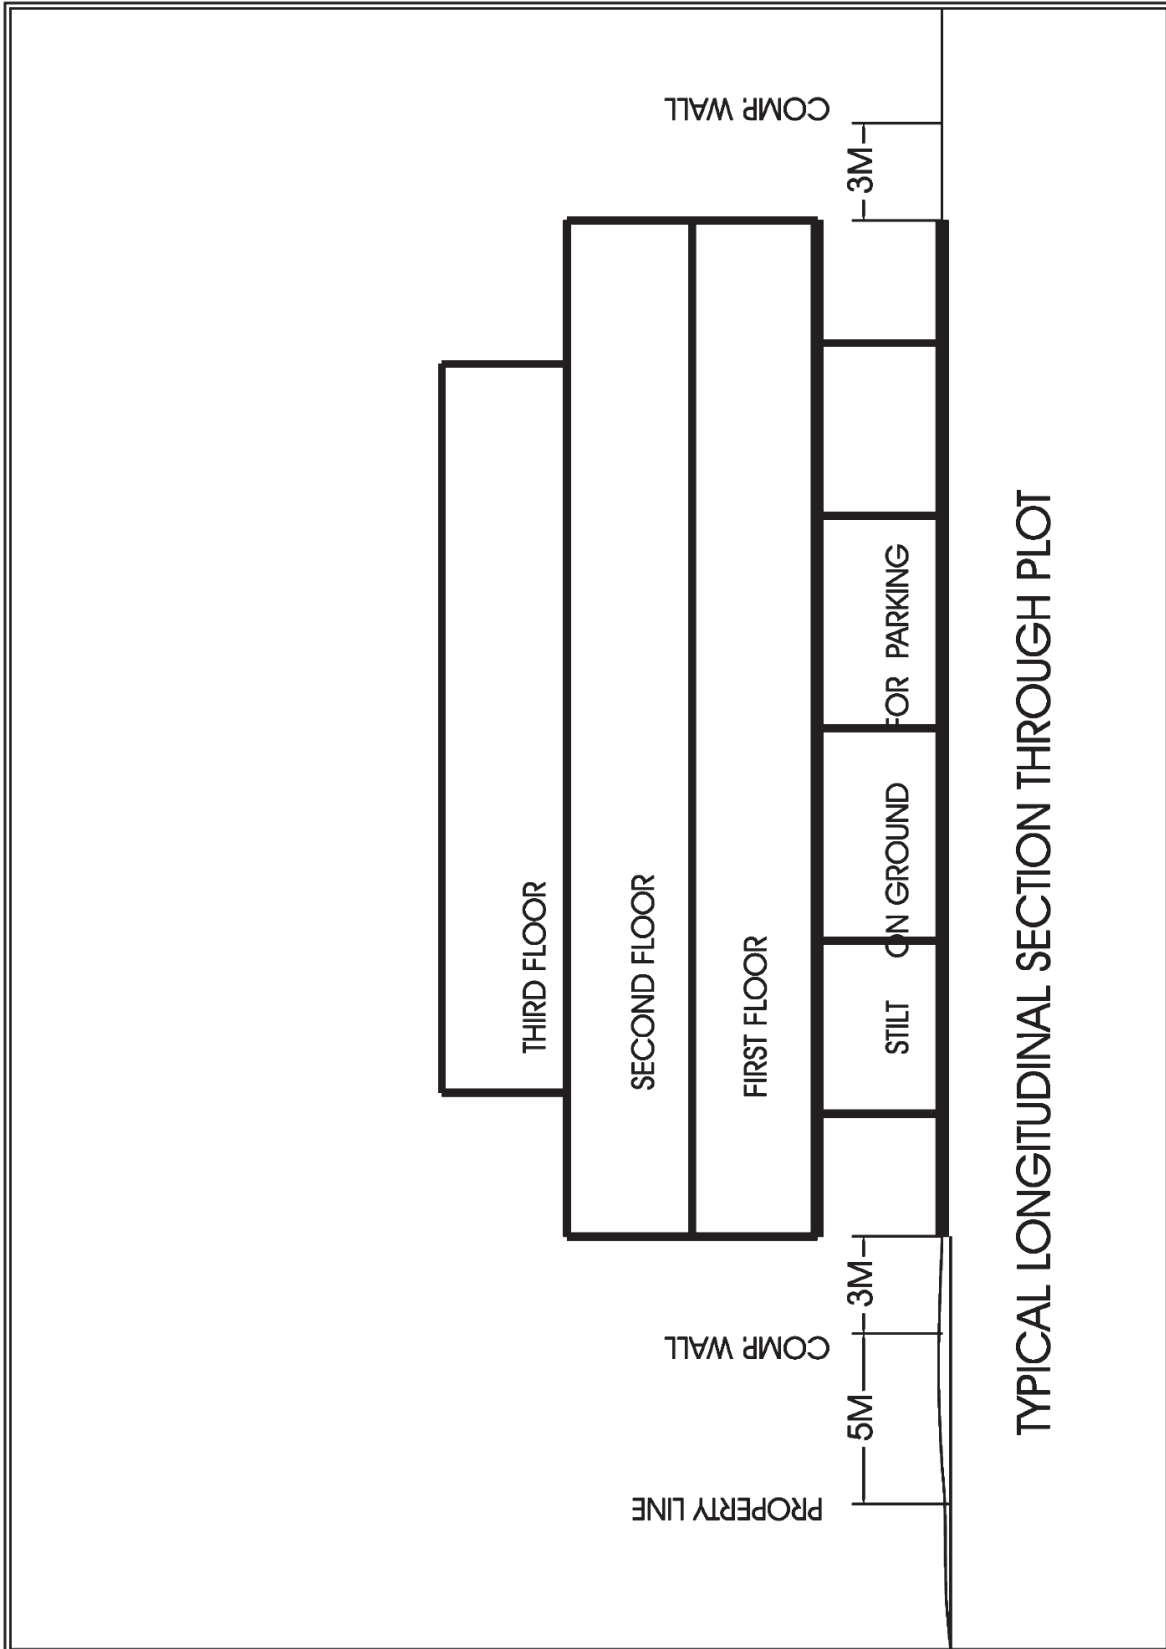 THIRD FLOOR
SECOND FLOOR
FIRST FLOOR
STILT ON GROUND FOR PARKING
PROPERTY LINE
COMP. WALL
COMP. WALL
5M
3M
3M
TYPICAL LONGITUDINAL SECTION THROUGH PLOT